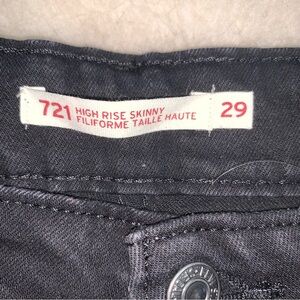 721 HIGH RISE SKINNY
FILIFORME TAILLE HAUTE
29